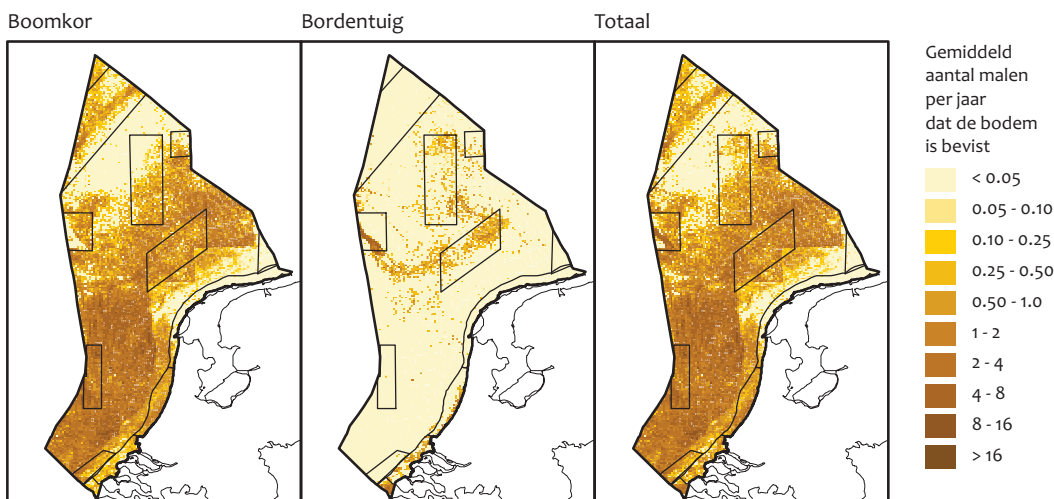 Boomkor
Bordentuig
Totaal
Gemiddeld
aantal malen
per jaar
dat de bodem
is bevist
< 0.05
0.05 - 0.10
0.10 - 0.25
0.25 - 0.50
0.50 - 1.0
1 - 2
2 - 4
4 - 8
8 - 16
> 16